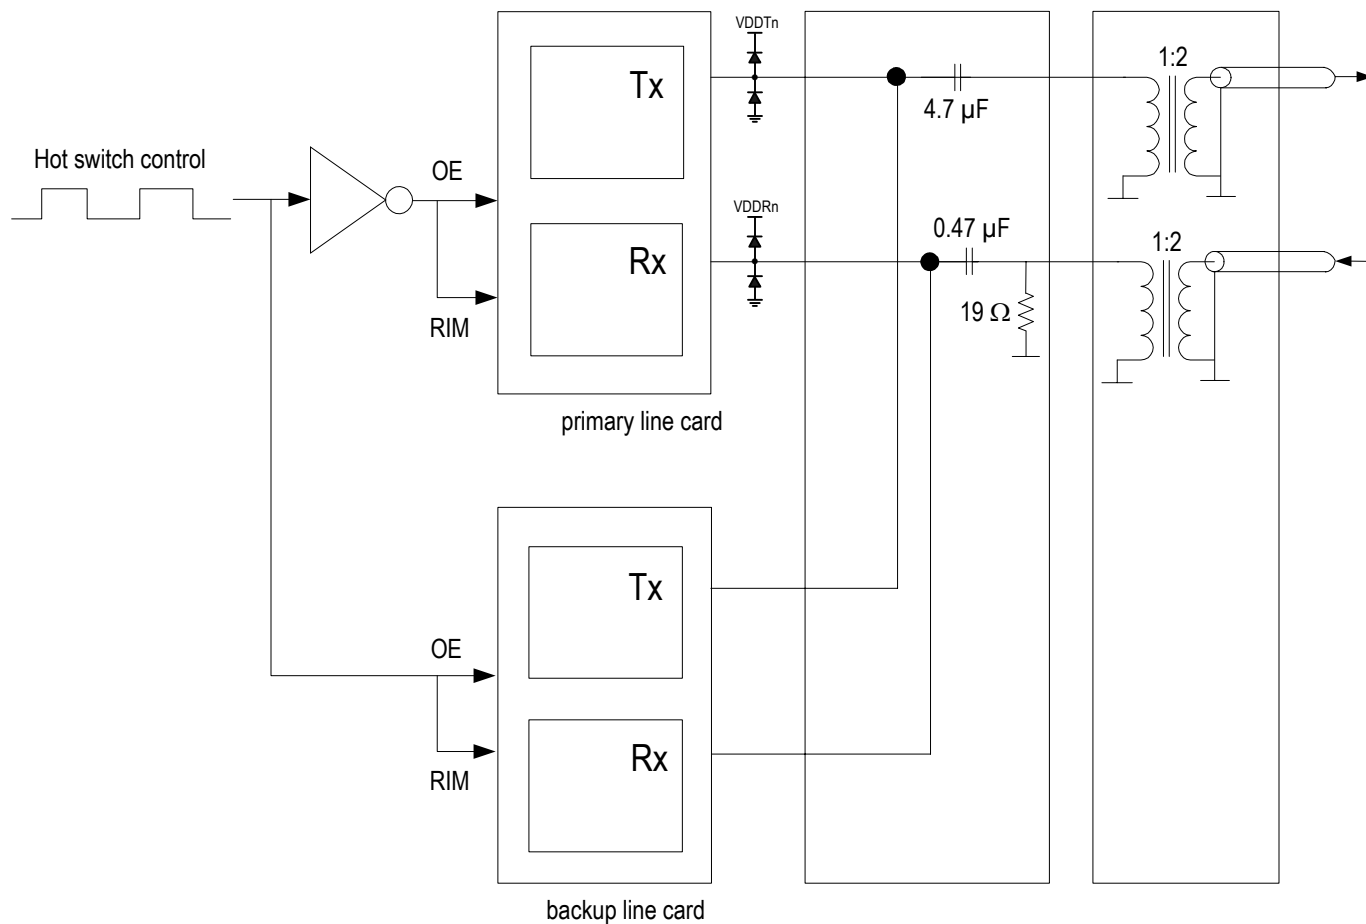 VDDTn
Tx
1:2
4.7 µF
Hot switch control
OE
VDDRn
0.47 µF
1:2
Rx
19 Ω
RIM
primary line card
Tx
OE
Rx
RIM
backup line card